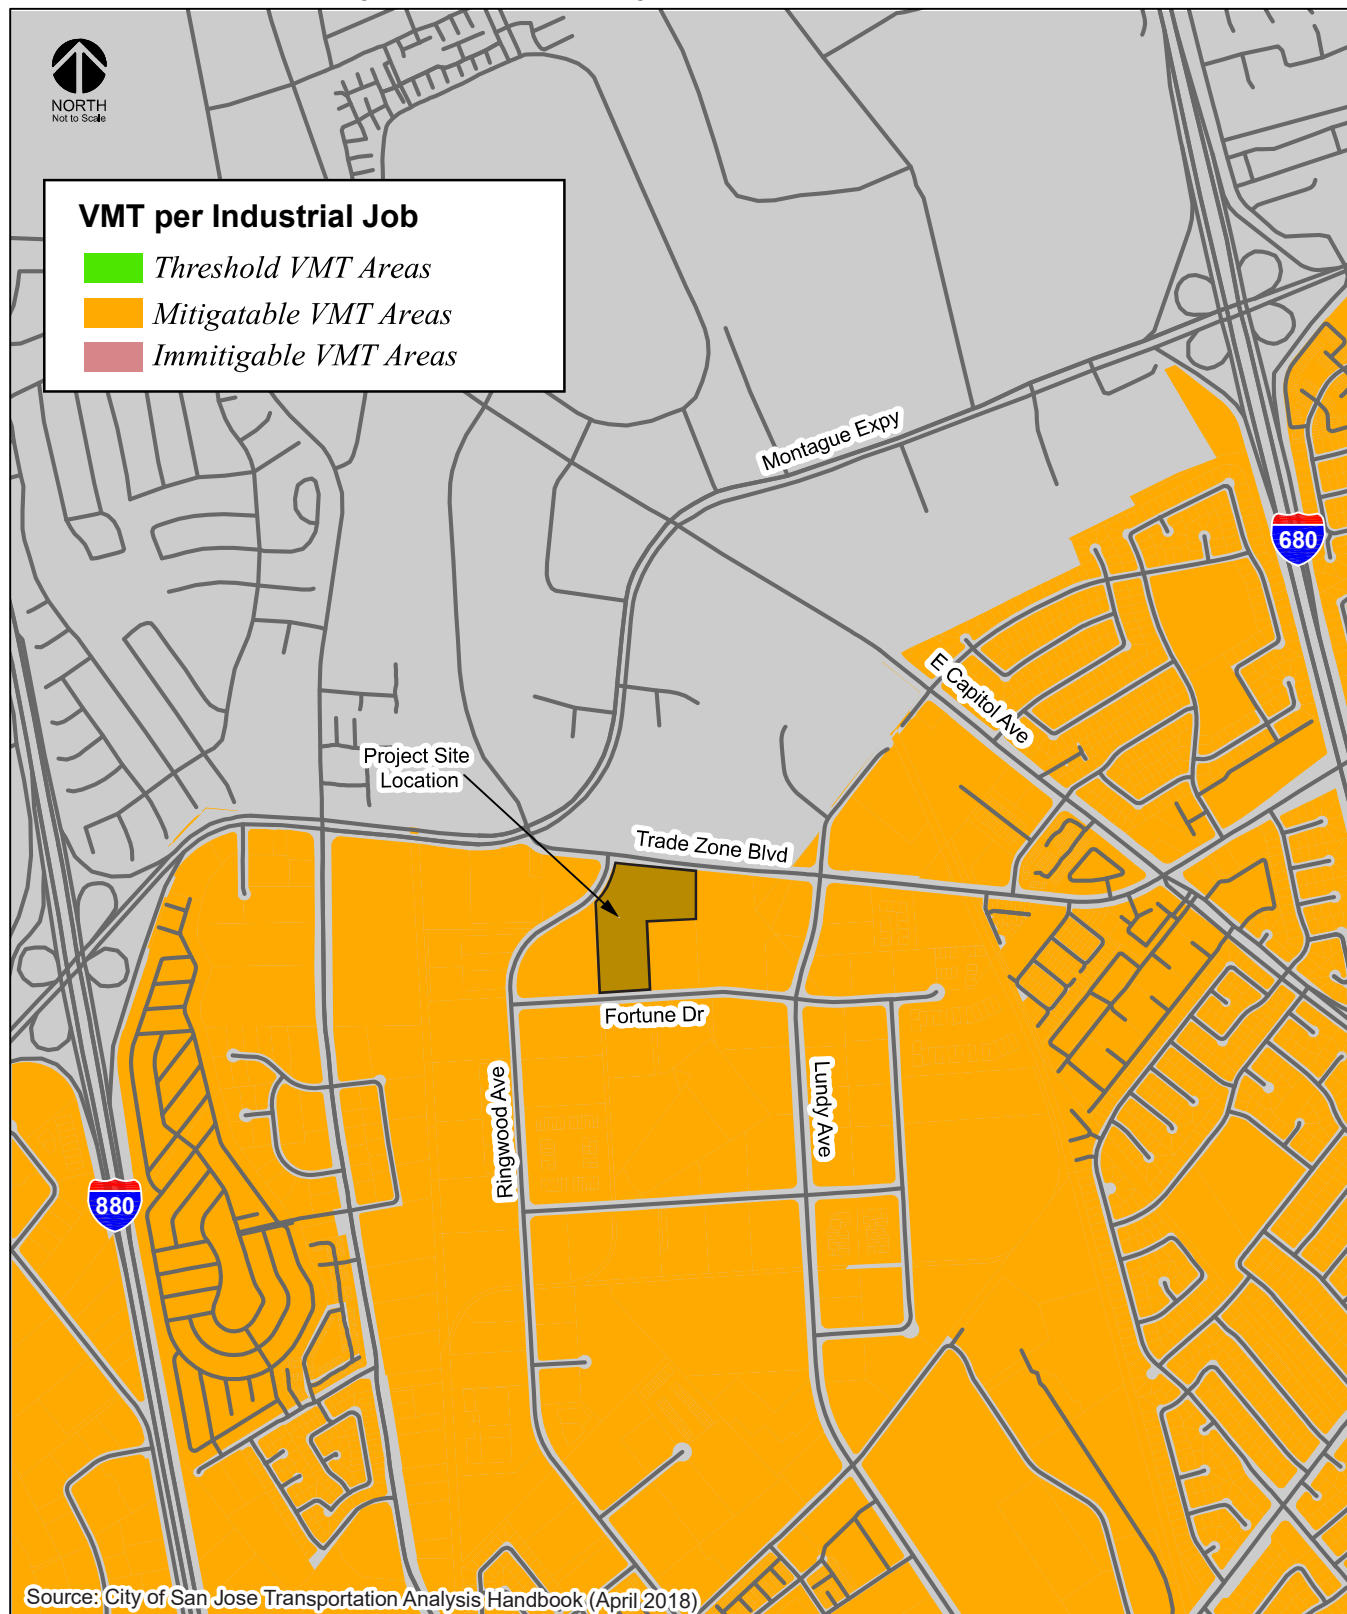 NORTH
Not to Scale
VMT per Industrial Job
Threshold VMT Areas
Mitigatable VMT Areas
Immitigable VMT Areas
Montague Expy
680
E Capitol Ave
Project Site
Location
Trade Zone Blvd
Fortune Dr
Ringwood Ave
Lundy Ave
880
Source: City of San Jose Transportation Analysis Handbook (April 2018)